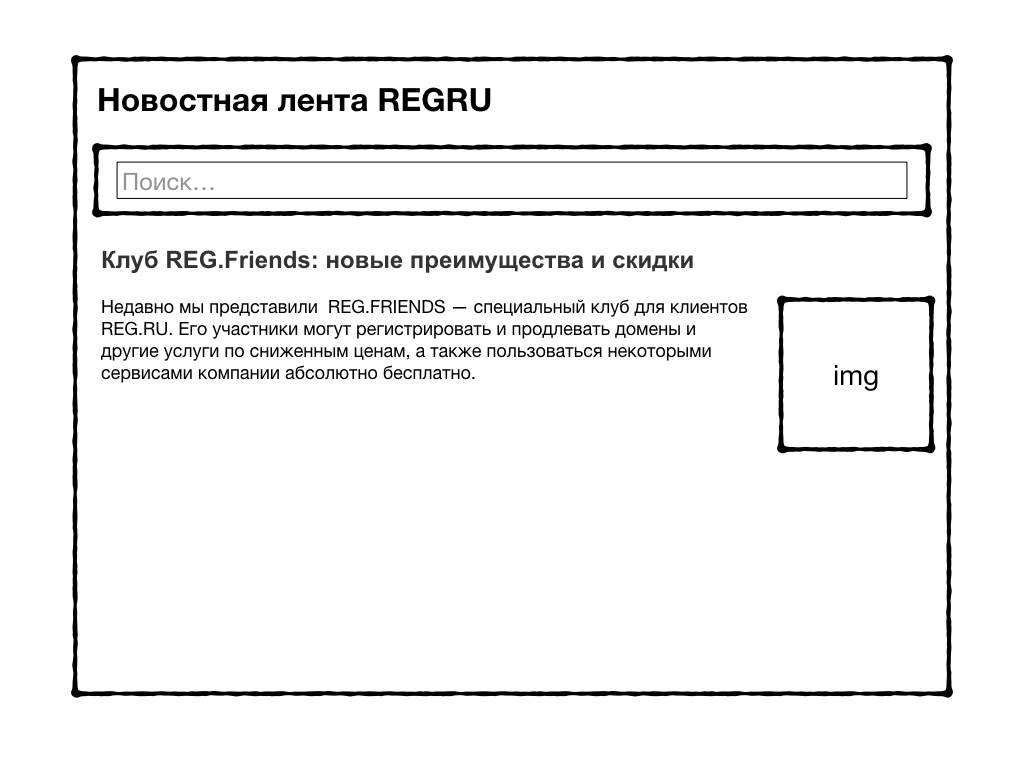 Новостная лента REGRU
Поиск...
Клуб REG.Friends: новые преимущества и скидки
Недавно мы представили  REG.FRIENDS — специальный клуб для клиентов
REG.RU. Его участники могут регистрировать и продлевать домены и
другие услуги по сниженным ценам, а также пользоваться некоторыми
сервисами компании абсолютно бесплатно.
img